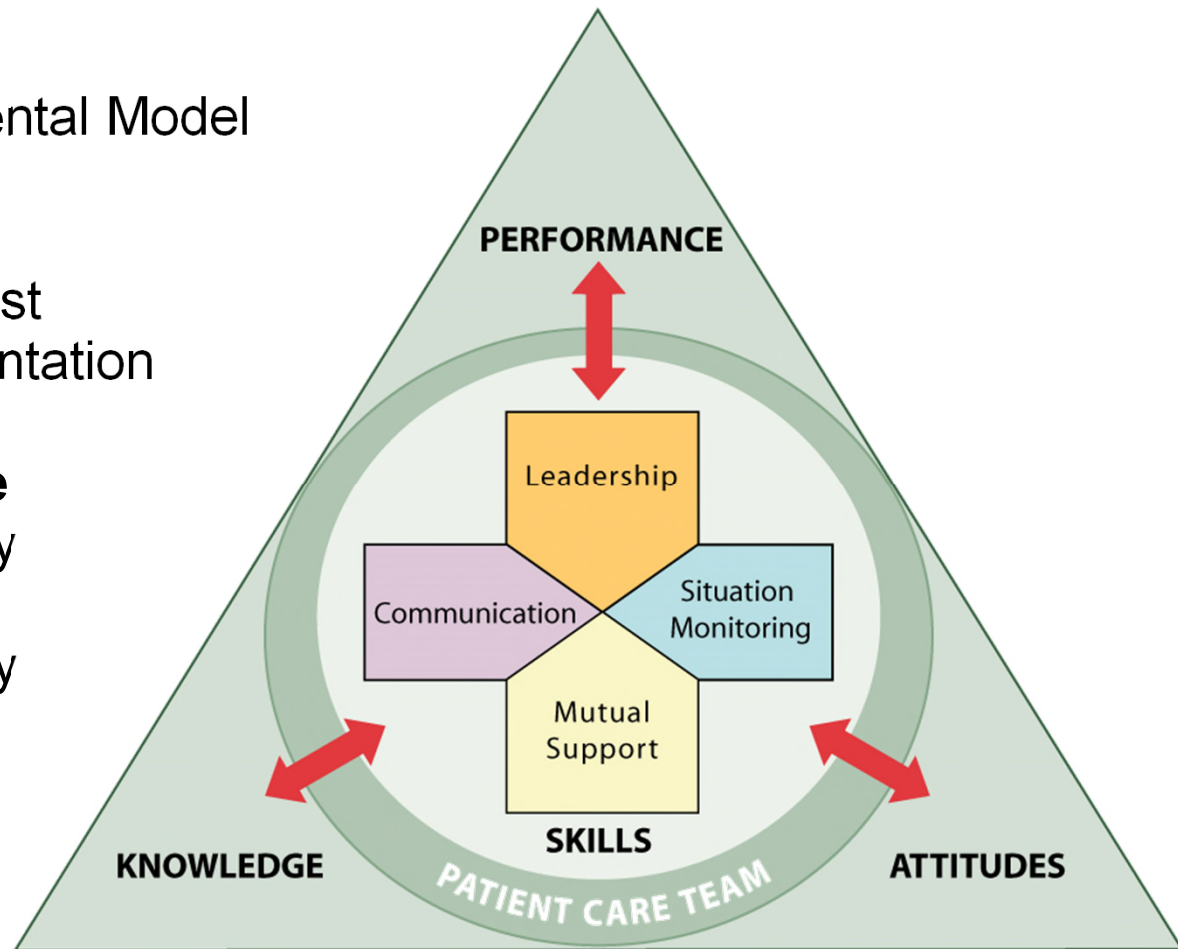 ental Model
st
ntation
e
y
y
PERFORMANCE
Leadership
Communication
Situation
Monitoring
Mutual
Support
SKILLS
KNOWLEDGE
ATTITUDES
PATIENT CARE TEAM